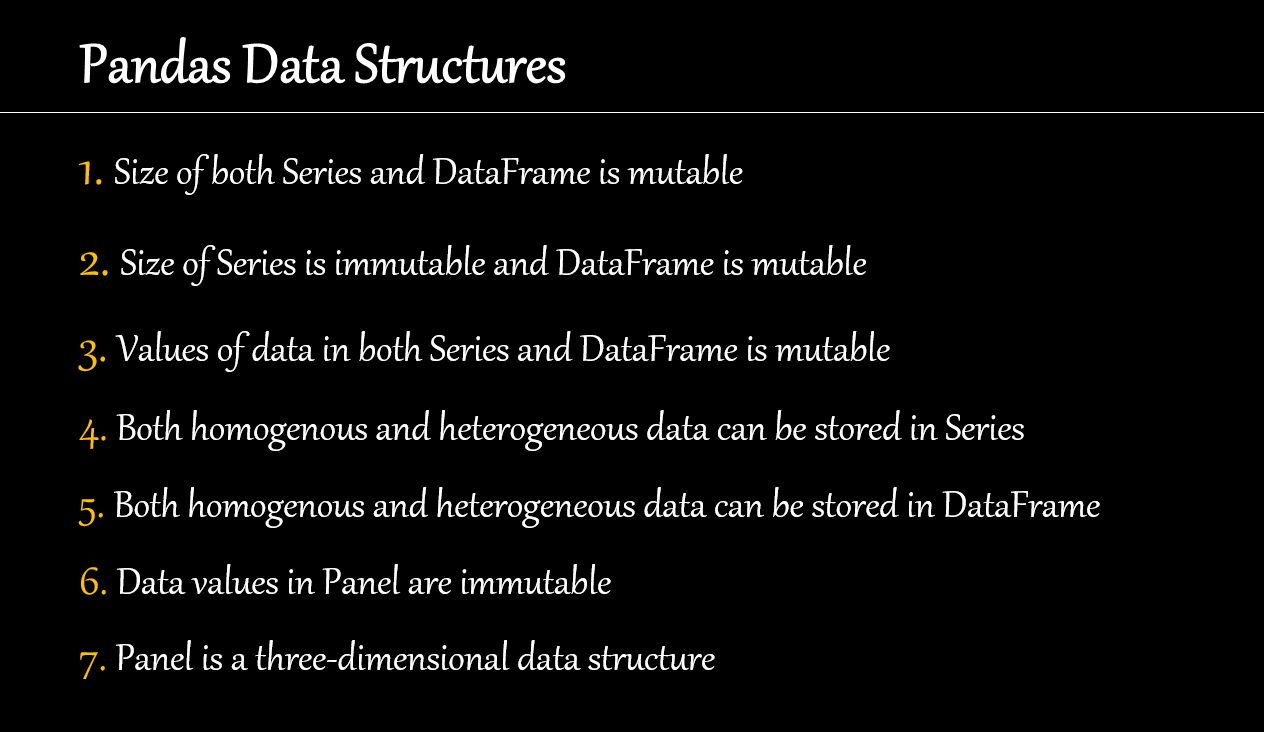 Pandas Data Structures
1. Size of both Series and DataFrame is mutable
2. Size of Series is immutable and DataFrame is mutable
3. Values of data in both Series and DataFrame is mutable
4. Both homogenous and heterogeneous data can be stored in Series
5. Both homogenous and heterogeneous data can be stored in DataFrame
6. Data values in Panel are immutable
7. Panel is a three-dimensional data structure